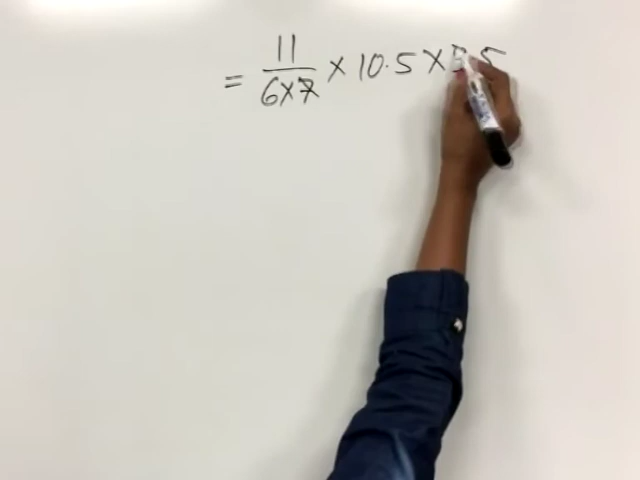 = 11/6×7 × 10.5 × 3.5